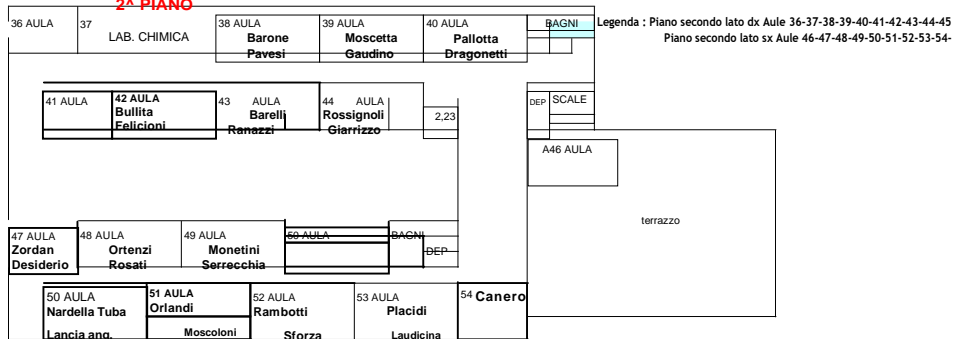 2^ PIANO
36 AULA
37
LAB. CHIMICA
38 AULA
Barone
Pavesi
39 AULA
Moscetta
Gaudino
40 AULA
Pallotta
Dragonetti
BAGNI
Legenda : Piano secondo lato dx Aule 36-37-38-39-40-41-42-43-44-45
Piano secondo lato sx Aule 46-47-48-49-50-51-52-53-54-
41 AULA
42 AULA
Bullita
Felicioni
43 AULA
Barelli
Ranazzi
44 AULA
Rossignoli
Giarrizzo
2,23
DEP
SCALE
A46 AULA
terrazzo
47 AULA
Zordan
Desiderio
48 AULA
Ortenzi
Rosati
49 AULA
Monetini
Serrecchia
50 AULA
BAGNI
DEP
50 AULA
Nardella Tuba
Lancia ang.
51 AULA
Orlandi
Moscoloni
52 AULA
Rambotti
Sforza
53 AULA
Placidi
Laudicina
54 Canero